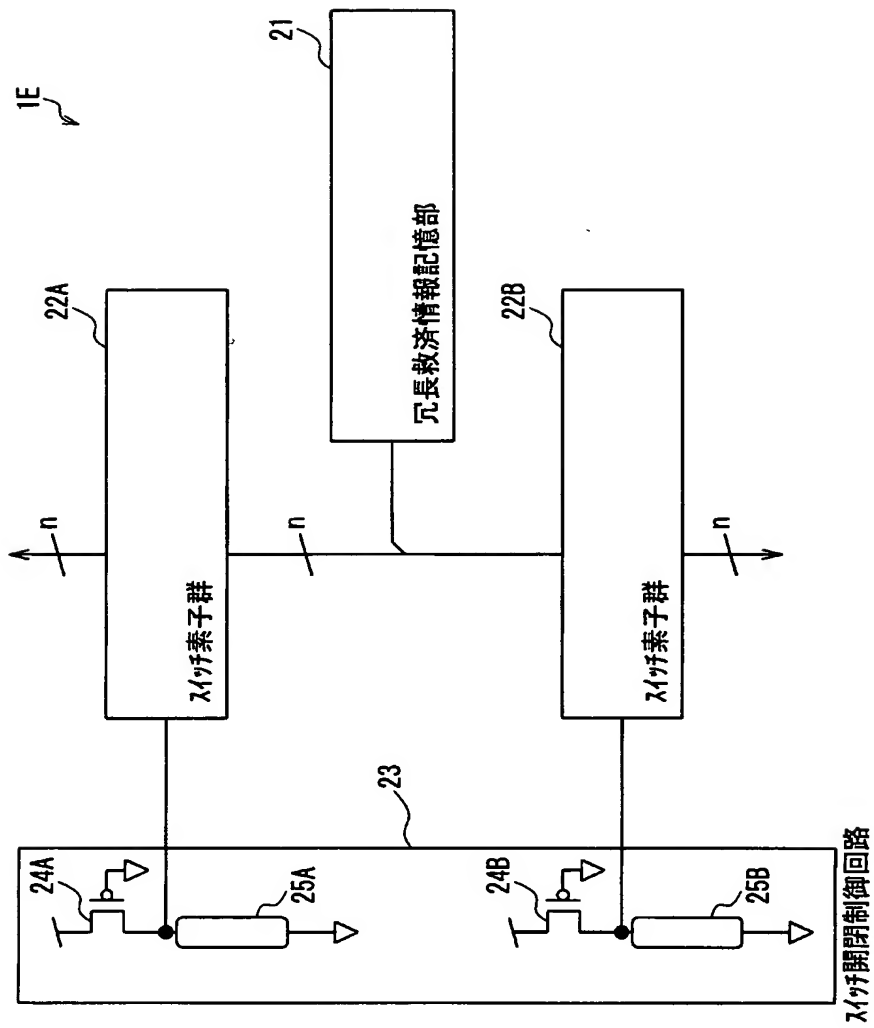 1E
21
冗長救済情報記憶部
22A
スイッチ素子群
22B
スイッチ素子群
n
n
n
23
24A
25A
24B
25B
スイッチ開閉制御回路